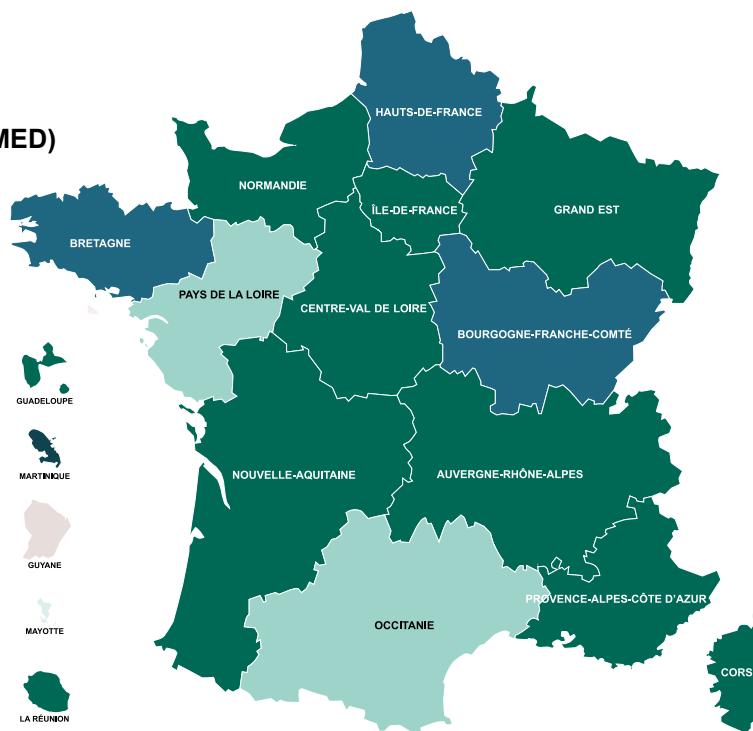 MED)
HAUTS-DE-FRANCE
NORMANDIE
ÎLE-DE-FRANCE
GRAND EST
BRETAGNE
PAYS DE LA LOIRE
CENTRE-VAL DE LOIRE
BOURGOGNE-FRANCHE-COMTÉ
GUADELOUPE
MARTINIQUE
NOUVELLE-AQUITAINE
AUVERGNE-RHÔNE-ALPES
GUYANE
PROVENCE-ALPES-CÔTE D'AZUR
OCCITANIE
MAYOTTE
CORS
LA RÉUNION